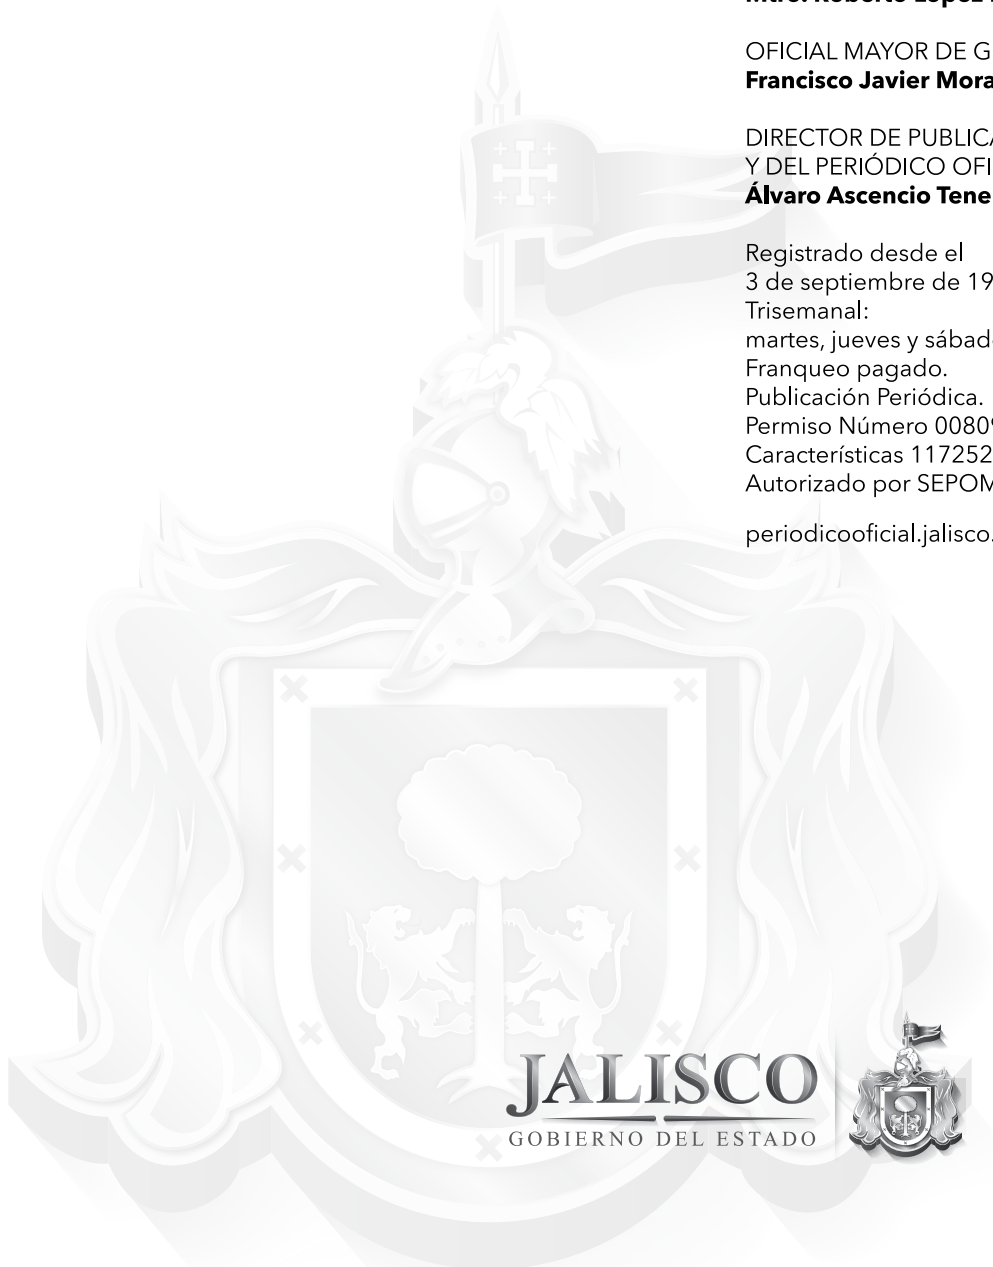 OFICIAL MAYOR DE G
Francisco Javier Mora
DIRECTOR DE PUBLICA
Y DEL PERIÓDICO OFI
Álvaro Ascencio Tene
Registrado desde el
3 de septiembre de 19
Trisemanal:
martes, jueves y sábad
Franqueo pagado.
Publicación Periódica.
Permiso Número 0080
Características 117252
Autorizado por SEPOM
periodicooficial.jalisco.
JALISCO
GOBIERNO DEL ESTADO